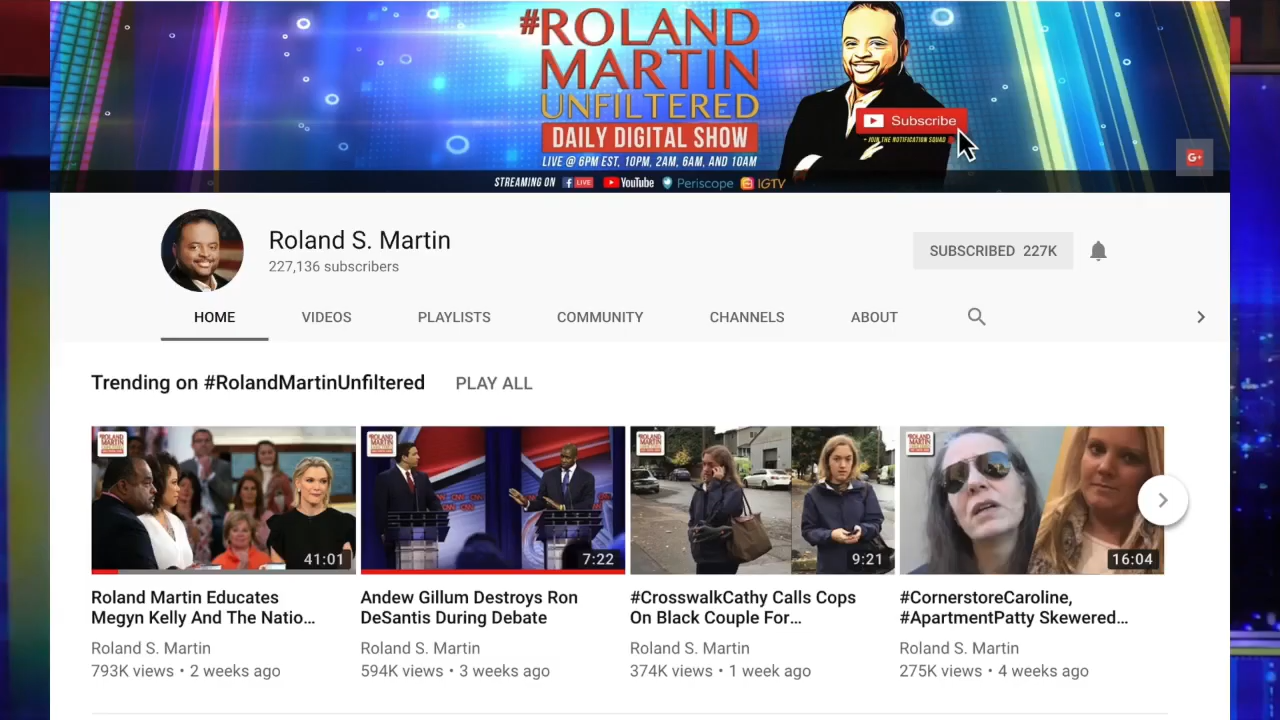 #ROLAND
MARTIN
UNFILTERED
DAILY DIGITAL SHOW
LIVE @ 6PM EST, 10PM, 2AM, 6AM, AND 10AM
Subscribe
+ JOIN THE NOTIFICATION SQUAD
G+
STREAMING ON f LIVE YouTube Periscope IGTV
Roland S. Martin
227,136 subscribers
SUBSCRIBED 227K
HOME VIDEOS PLAYLISTS COMMUNITY CHANNELS ABOUT
Trending on #RolandMartinUnfiltered PLAY ALL
41:01
7:22
9:21
16:04
Roland Martin Educates
Megyn Kelly And The Natio...
Roland S. Martin
793K views • 2 weeks ago
Andew Gillum Destroys Ron
DeSantis During Debate
Roland S. Martin
594K views • 3 weeks ago
#CrosswalkCathy Calls Cops
On Black Couple For...
Roland S. Martin
374K views • 1 week ago
#CornerstoreCaroline,
#ApartmentPatty Skewered...
Roland S. Martin
275K views • 4 weeks ago